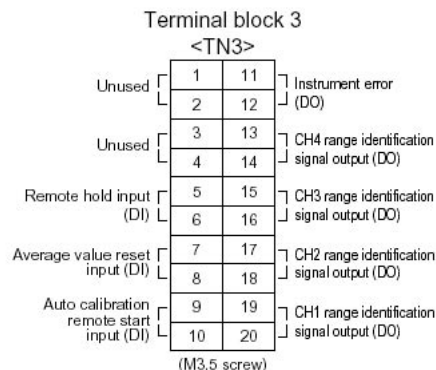 Terminal block 3
<TN3>
Unused
1 11
2 12
Instrument error
(DO)
Unused
3 13
4 14
CH4 range identification
signal output (DO)
Remote hold input
(DI)
5 15
6 16
CH3 range identification
signal output (DO)
Average value reset
input (DI)
7 17
8 18
CH2 range identification
signal output (DO)
Auto calibration
remote start
input (DI)
9 19
10 20
CH1 range identification
signal output (DO)
(M3.5 screw)